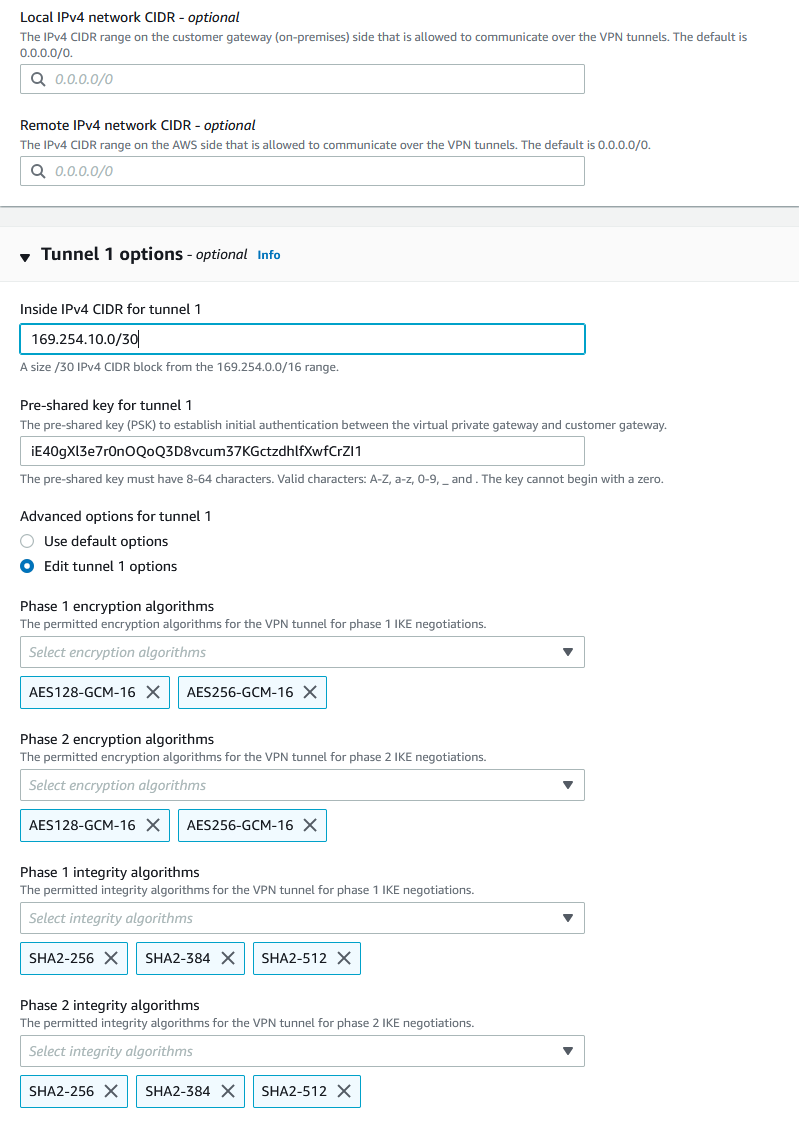 Local IPv4 network CIDR - optional
The IPv4 CIDR range on the customer gateway (on-premises) side that is allowed to communicate over the VPN tunnels. The default is
0.0.0.0/0.
0.0.0.0/0
Remote IPv4 network CIDR - optional
The IPv4 CIDR range on the AWS side that is allowed to communicate over the VPN tunnels. The default is 0.0.0.0/0.
0.0.0.0/0
Tunnel 1 options - optional Info
Inside IPv4 CIDR for tunnel 1
169.254.10.0/30
A size /30 IPv4 CIDR block from the 169.254.0.0/16 range.
Pre-shared key for tunnel 1
The pre-shared key (PSK) to establish initial authentication between the virtual private gateway and customer gateway.
iE40gXl3e7r0nOQoQ3D8vcum37KGctzdhlfXwfCrZI1
The pre-shared key must have 8-64 characters. Valid characters: A-Z, a-z, 0-9, _ and . The key cannot begin with a zero.
Advanced options for tunnel 1
Use default options
Edit tunnel 1 options
Phase 1 encryption algorithms
The permitted encryption algorithms for the VPN tunnel for phase 1 IKE negotiations.
Select encryption algorithms
AES128-GCM-16 AES256-GCM-16
Phase 2 encryption algorithms
The permitted encryption algorithms for the VPN tunnel for phase 2 IKE negotiations.
Select encryption algorithms
AES128-GCM-16 AES256-GCM-16
Phase 1 integrity algorithms
The permitted integrity algorithms for the VPN tunnel for phase 1 IKE negotiations.
Select integrity algorithms
SHA2-256 SHA2-384 SHA2-512
Phase 2 integrity algorithms
The permitted integrity algorithms for the VPN tunnel for phase 2 IKE negotiations.
Select integrity algorithms
SHA2-256 SHA2-384 SHA2-512